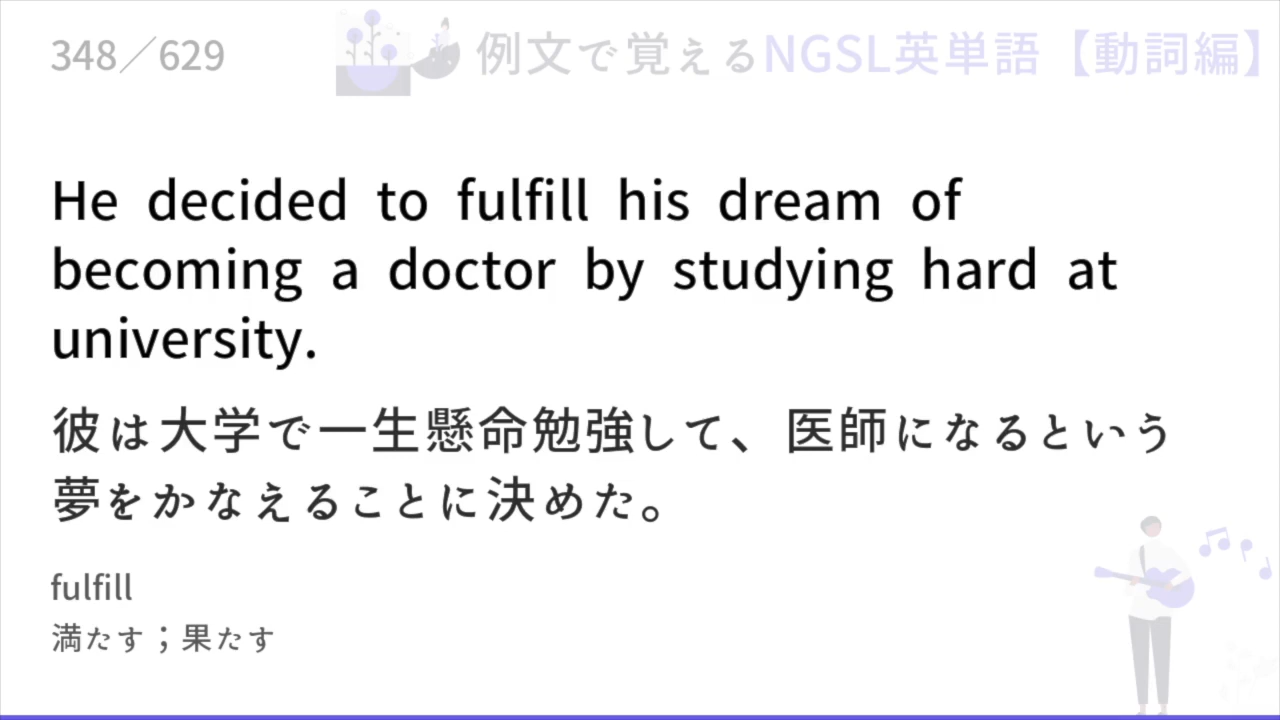 348／629
例文で覚えるNGSL英単語【動詞編】
He decided to fulfill his dream of
becoming a doctor by studying hard at
university.
彼は大学で一生懸命勉強して、医師になるという
夢をかなえることに決めた。
fulfill
満たす；果たす